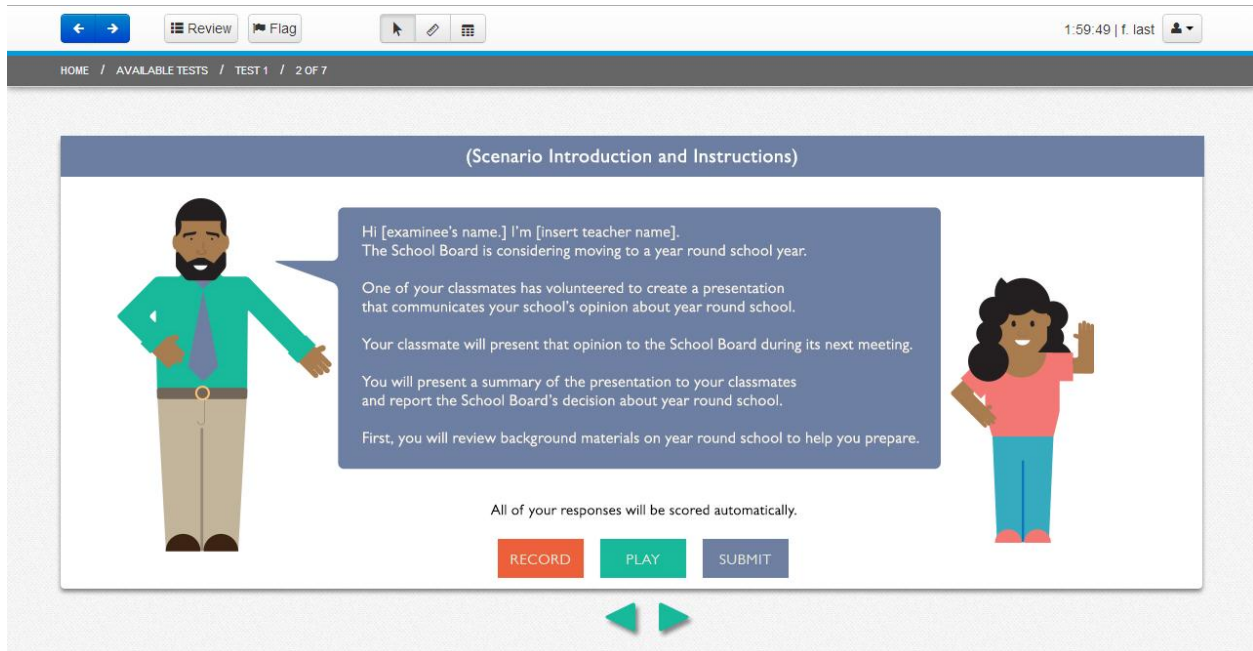 Review Flag 1:59:49 | f. last
HOME / AVAILABLE TESTS / TEST 1 / 2 OF 7
(Scenario Introduction and Instructions)
Hi [examinee's name.] I'm [insert teacher name].
The School Board is considering moving to a year round school year.
One of your classmates has volunteered to create a presentation
that communicates your school's opinion about year round school.
Your classmate will present that opinion to the School Board during its next meeting.
You will present a summary of the presentation to your classmates
and report the School Board's decision about year round school.
First, you will review background materials on year round school to help you prepare.
All of your responses will be scored automatically.
RECORD PLAY SUBMIT